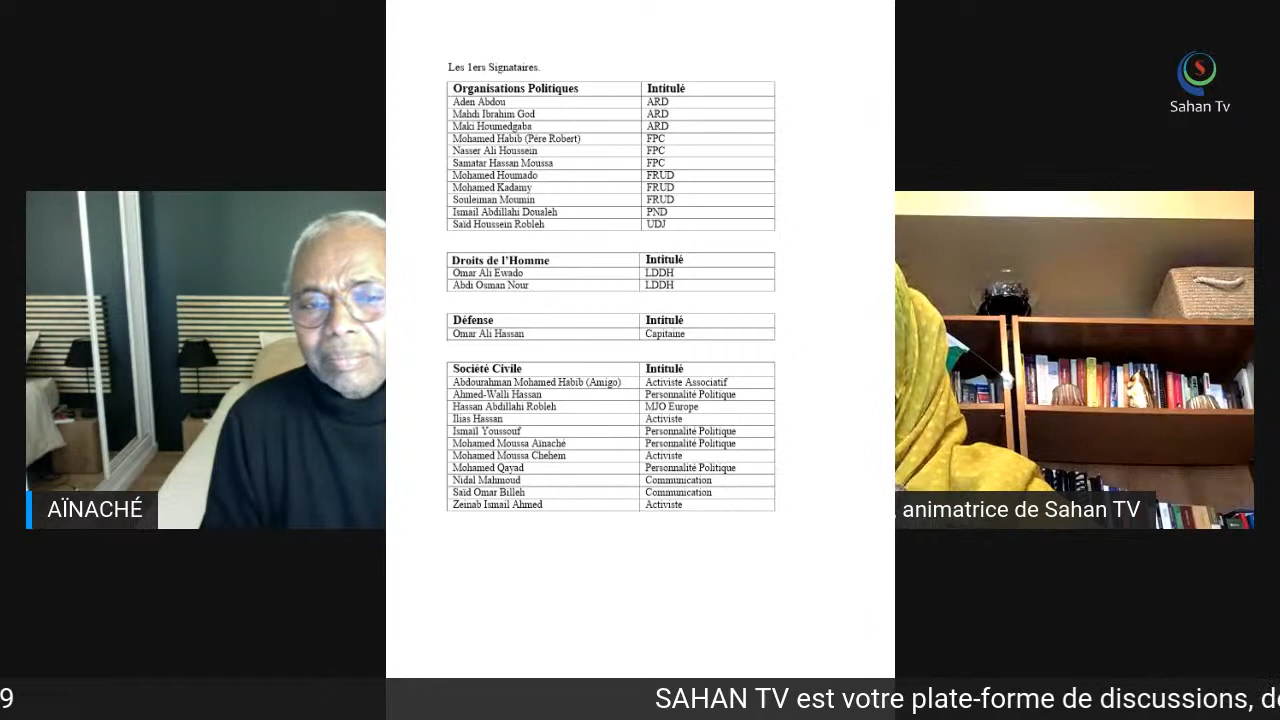 Les 1ers Signataires.
Organisations Politiques Intitulé
Aden Abdou ARD
Mahdi Ibrahim God ARD
Maki Houmedgaba ARD
Mohamed Habib (Père Robert) FPC
Nasser Ali Houssein FPC
Samatar Hassan Moussa FPC
Mohamed Houmado FRUD
Mohamed Kadamy FRUD
Souleiman Moumin FRUD
Ismail Abdillahi Doualeh PND
Saïd Houssein Robleh UDJ
Droits de l'Homme Intitulé
Omar Ali Ewado LDDH
Abdi Osman Nour LDDH
Défense Intitulé
Omar Ali Hassan Capitaine
Société Civile Intitulé
Abdourahman Mohamed Habib (Amigo) Activiste Associatif
Ahmed-Walli Hassan Personnalité Politique
Hassan Abdillahi Robleh MJO Europe
Ilias Hassan Activiste
Ismaïl Youssouf Personnalité Politique
Mohamed Moussa Aïnaché Personnalité Politique
Mohamed Moussa Chehem Activiste
Mohamed Qayad Personnalité Politique
Nidal Mahmoud Communication
Saïd Omar Billeh Communication
Zeinab Ismail Ahmed Activiste
S
Sahan Tv
AÏNACHÉ
, animatrice de Sahan TV
9 SAHAN TV est votre plate-forme de discussions, de